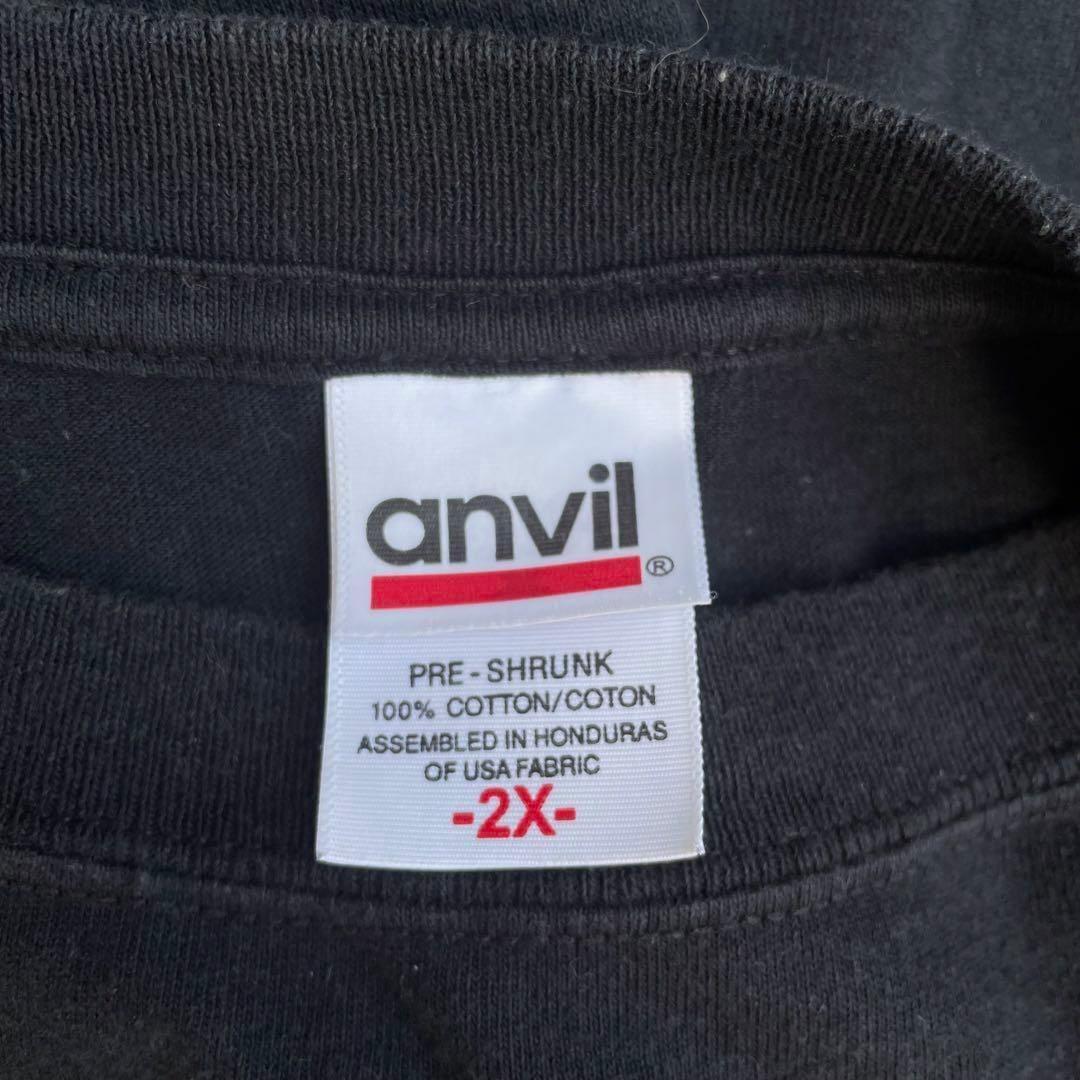 anvil®
PRE-SHRUNK
100% COTTON/COTON
ASSEMBLED IN HONDURAS
OF USA FABRIC
-2X-